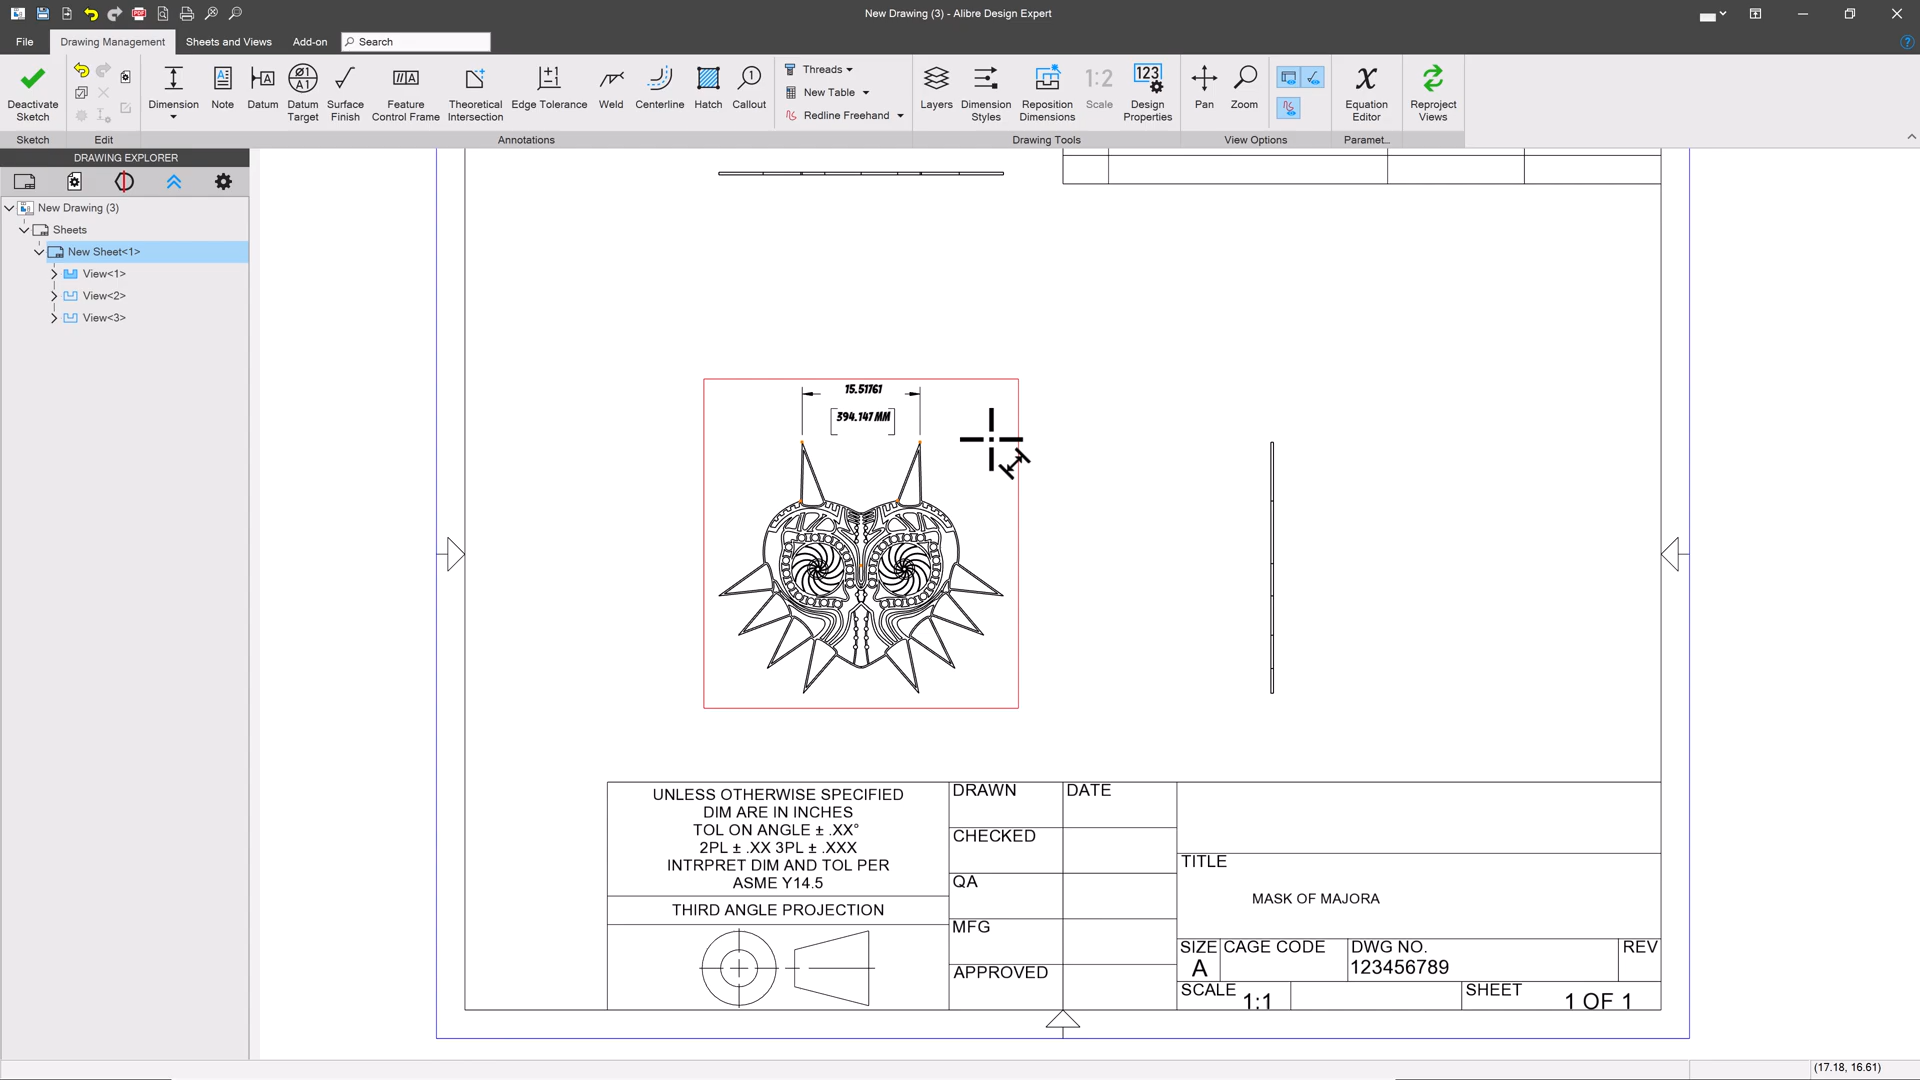 New Drawing (3) - Alibre Design Expert
File
Drawing Management
Sheets and Views
Add-on
Search
Deactivate Sketch
Dimension
Note
Datum
Datum Target
Surface Finish
Feature Control Frame
Theoretical Intersection
Edge Tolerance
Weld
Centerline
Hatch
Callout
Threads
New Table
Redline Freehand
Layers
Dimension Styles
Reposition Dimensions
1:2
Scale
123
Design Properties
Pan
Zoom
Equation Editor
Reproject Views
Sketch
Edit
Annotations
Drawing Tools
View Options
Paramet...
DRAWING EXPLORER
New Drawing (3)
Sheets
New Sheet<1>
View<1>
View<2>
View<3>
15.51761
394.147 MM
UNLESS OTHERWISE SPECIFIED
DIM ARE IN INCHES
TOL ON ANGLE ± .XX°
2PL ± .XX 3PL ± .XXX
INTRPRET DIM AND TOL PER
ASME Y14.5
THIRD ANGLE PROJECTION
DRAWN
DATE
CHECKED
QA
MFG
APPROVED
TITLE
MASK OF MAJORA
SIZE
A
CAGE CODE
DWG NO.
123456789
REV
SCALE
1:1
SHEET
1 OF 1
(17.18, 16.61)